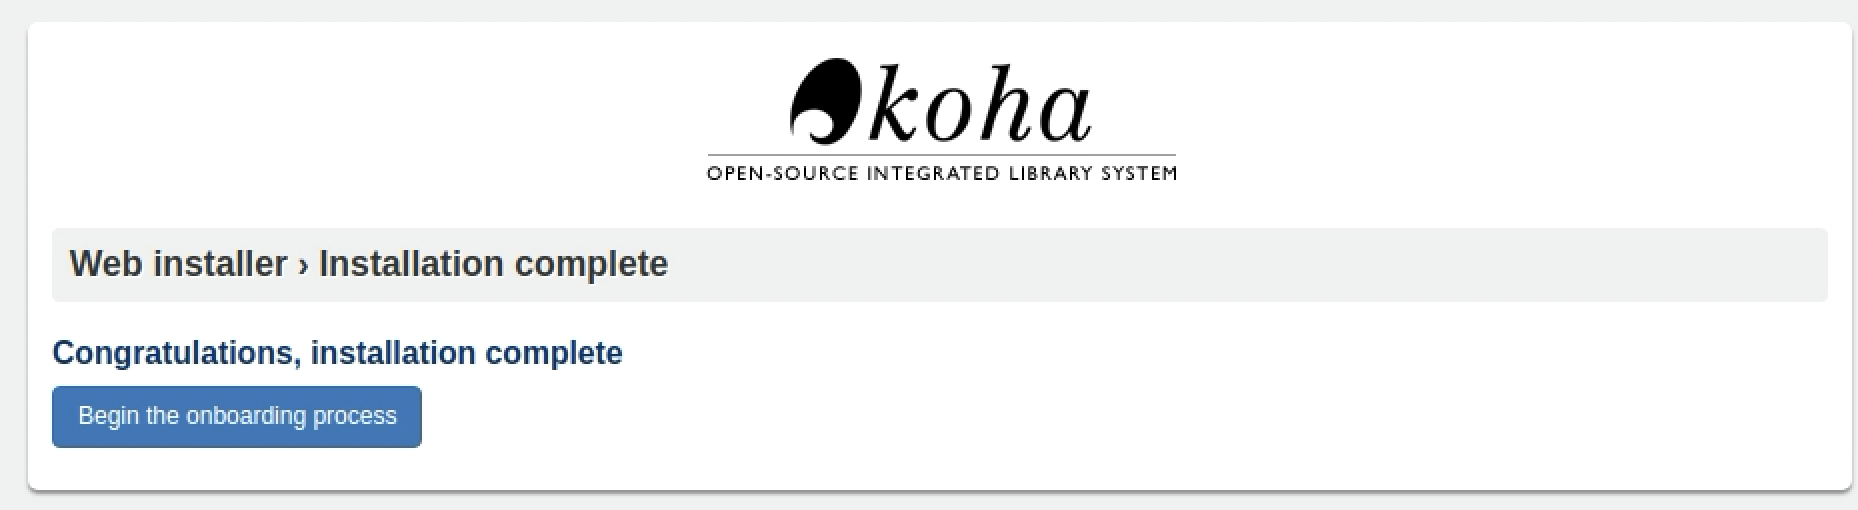 koha
OPEN-SOURCE INTEGRATED LIBRARY SYSTEM
Web installer › Installation complete
Congratulations, installation complete
Begin the onboarding process